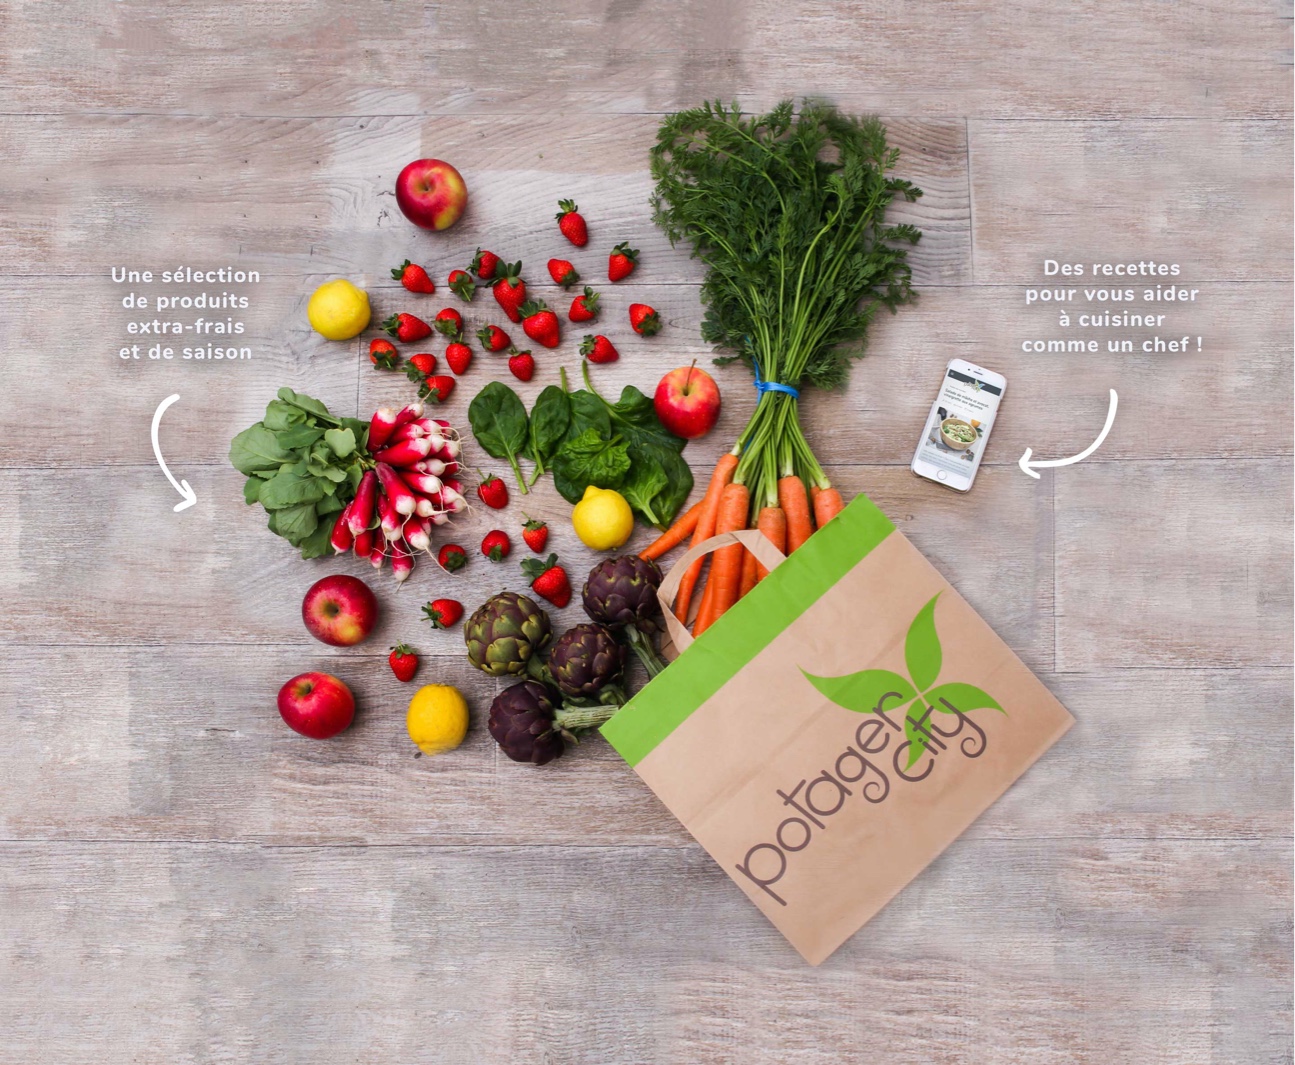 Une sélection
de produits
extra-frais
et de saison
Des recettes
pour vous aider
à cuisiner
comme un chef !
potager
city